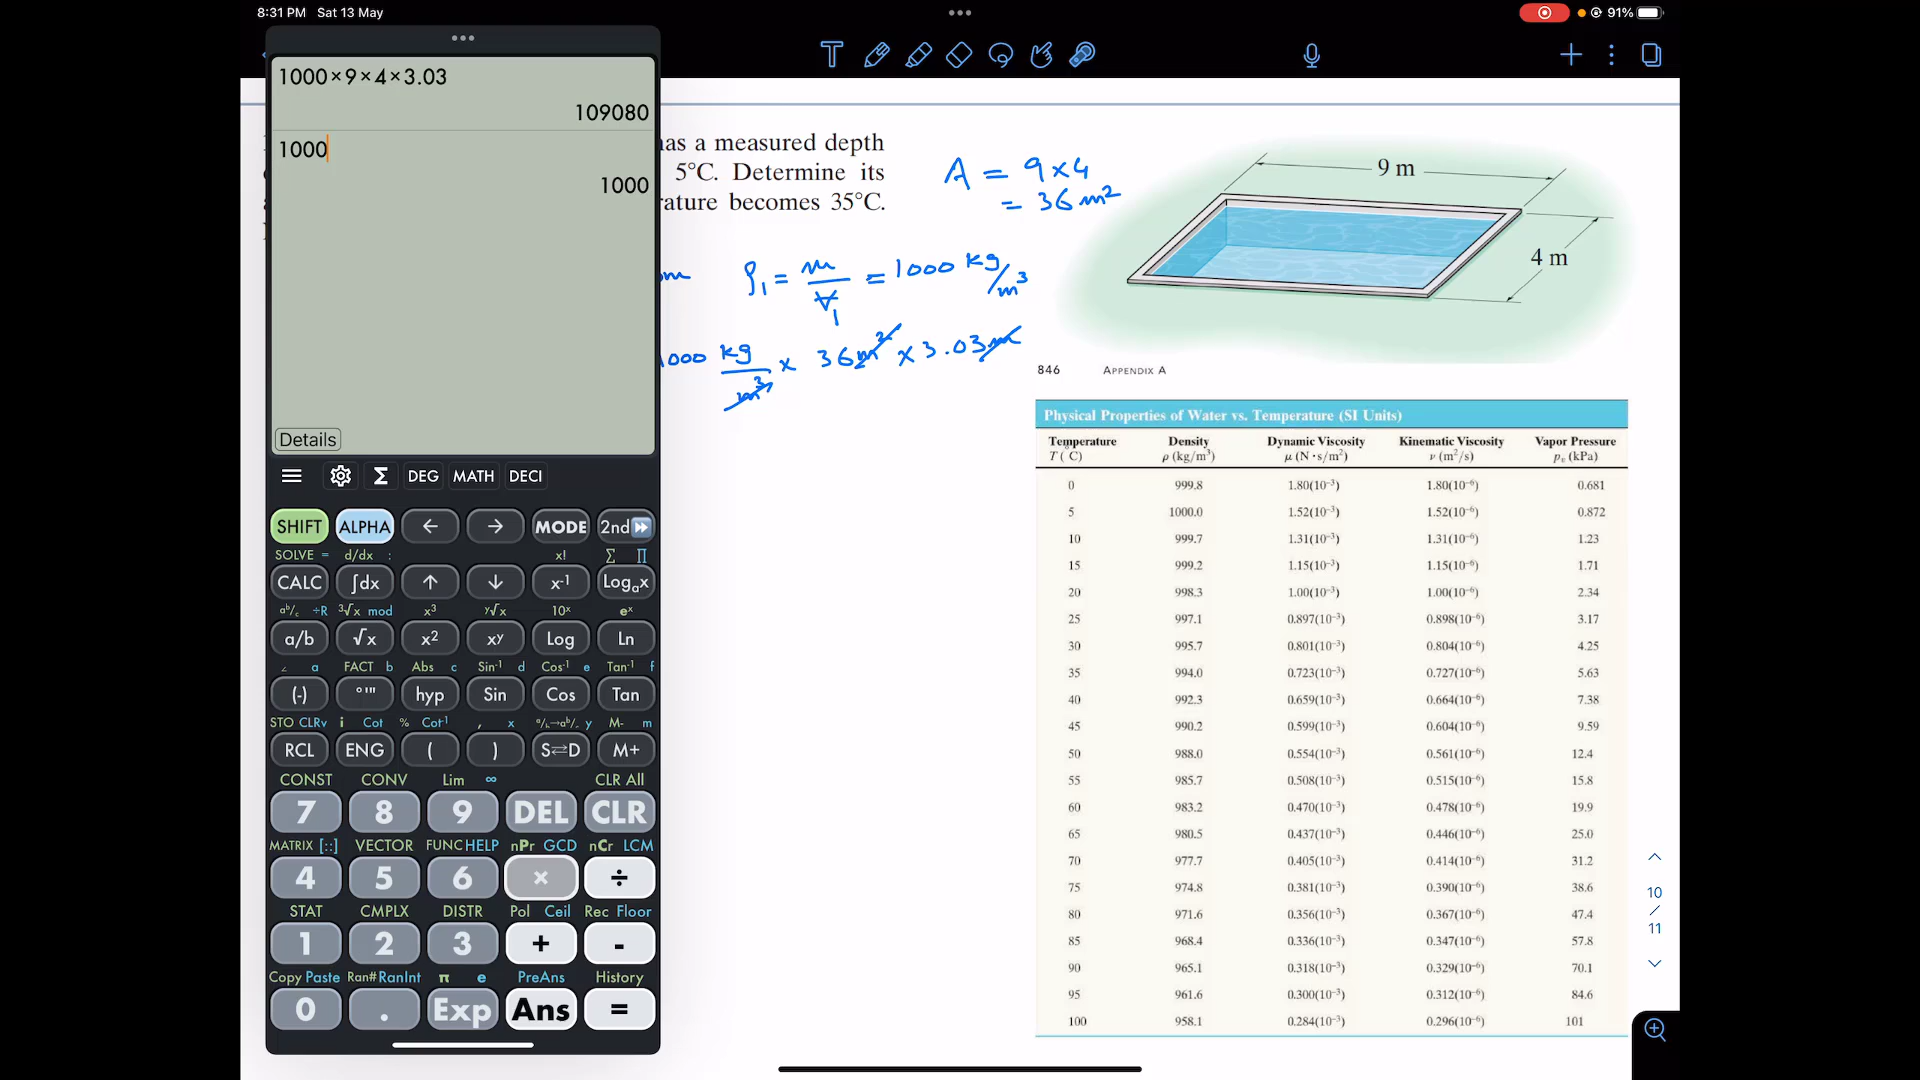 8:31 PM Sat 13 May
91%
1000×9×4×3.03
109080
1000
1000
Details
DEG MATH DECI
SHIFT ALPHA ← → MODE 2nd
SOLVE = d/dx : x! Σ ∏
CALC ∫dx ↑ ↓ x-1 Logax
ab/c ÷R 3√x mod x3 y√x 10x ex
a/b √x x2 xy Log Ln
∠ a FACT b Abs c Sin-1 d Cos-1 e Tan-1 f
(-) °'" hyp Sin Cos Tan
STO CLRv i Cot % Cot-1 , x a/b→ab/c y M- m
RCL ENG ( ) S⇄D M+
CONST CONV Lim ∞ CLR All
7 8 9 DEL CLR
MATRIX [::] VECTOR FUNC HELP nPr GCD nCr LCM
4 5 6 × ÷
STAT CMPLX DISTR Pol Ceil Rec Floor
1 2 3 + -
Copy Paste Ran# RanInt π e PreAns History
0 . Exp Ans =
has a measured depth
5°C. Determine its
rature becomes 35°C.
A = 9×4
= 36 m²
ρ₁ = m/V₁ = 1000 kg/m³
1000 kg/m³ × 36m² × 3.03m
9 m
4 m
846 APPENDIX A
Physical Properties of Water vs. Temperature (SI Units)
Temperature Density Dynamic Viscosity Kinematic Viscosity Vapor Pressure
T (°C) ρ (kg/m³) μ (N·s/m²) ν (m²/s) pᵥ (kPa)
0 999.8 1.80(10⁻³) 1.80(10⁻⁶) 0.681
5 1000.0 1.52(10⁻³) 1.52(10⁻⁶) 0.872
10 999.7 1.31(10⁻³) 1.31(10⁻⁶) 1.23
15 999.2 1.15(10⁻³) 1.15(10⁻⁶) 1.71
20 998.3 1.00(10⁻³) 1.00(10⁻⁶) 2.34
25 997.1 0.897(10⁻³) 0.898(10⁻⁶) 3.17
30 995.7 0.801(10⁻³) 0.804(10⁻⁶) 4.25
35 994.0 0.723(10⁻³) 0.727(10⁻⁶) 5.63
40 992.3 0.659(10⁻³) 0.664(10⁻⁶) 7.38
45 990.2 0.599(10⁻³) 0.604(10⁻⁶) 9.59
50 988.0 0.554(10⁻³) 0.561(10⁻⁶) 12.4
55 985.7 0.508(10⁻³) 0.515(10⁻⁶) 15.8
60 983.2 0.470(10⁻³) 0.478(10⁻⁶) 19.9
65 980.5 0.437(10⁻³) 0.446(10⁻⁶) 25.0
70 977.7 0.405(10⁻³) 0.414(10⁻⁶) 31.2
75 974.8 0.381(10⁻³) 0.390(10⁻⁶) 38.6
80 971.6 0.356(10⁻³) 0.367(10⁻⁶) 47.4
85 968.4 0.336(10⁻³) 0.347(10⁻⁶) 57.8
90 965.1 0.318(10⁻³) 0.329(10⁻⁶) 70.1
95 961.6 0.300(10⁻³) 0.312(10⁻⁶) 84.6
100 958.1 0.284(10⁻³) 0.296(10⁻⁶) 101
10
/
11